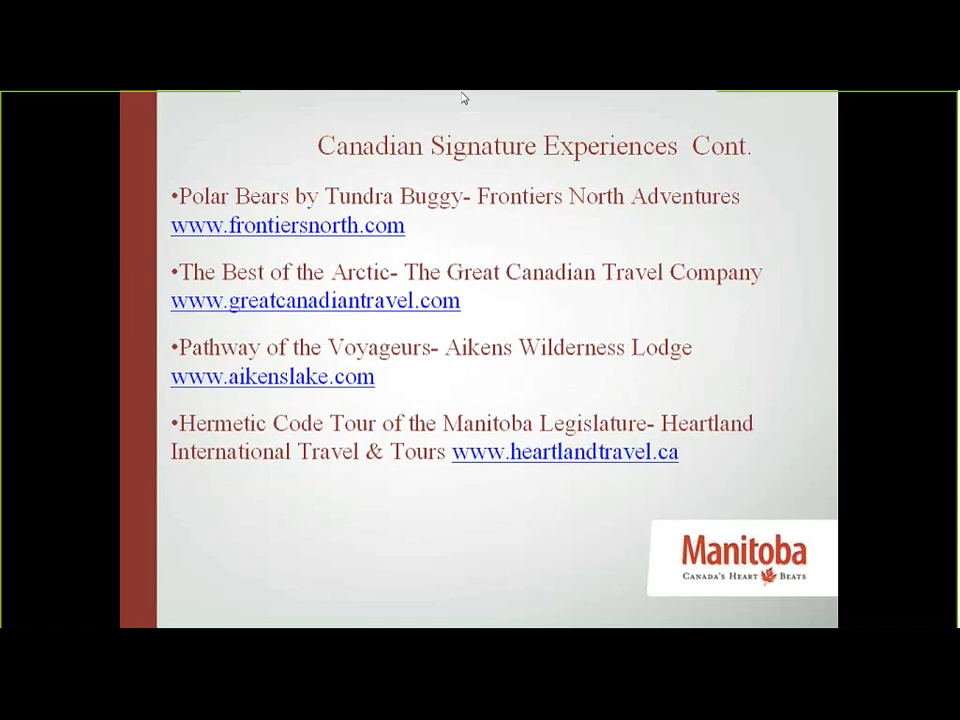 Canadian Signature Experiences Cont.
•Polar Bears by Tundra Buggy- Frontiers North Adventures
www.frontiersnorth.com
•The Best of the Arctic- The Great Canadian Travel Company
www.greatcanadiantravel.com
•Pathway of the Voyageurs- Aikens Wilderness Lodge
www.aikenslake.com
•Hermetic Code Tour of the Manitoba Legislature- Heartland
International Travel & Tours www.heartlandtravel.ca
Manitoba
CANADA'S HEART BEATS